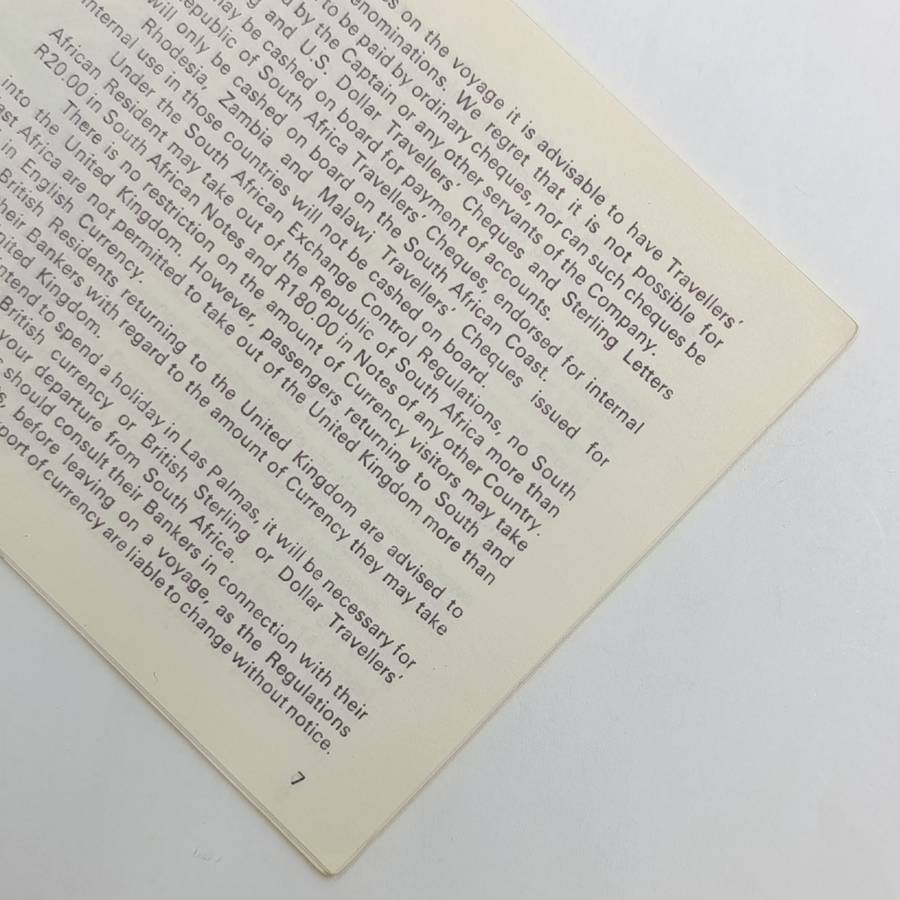 on the voyage it is advisable to have Travellers'
enominations. We regret that it is not possible for
to be paid by ordinary cheques, nor can such cheques be
d by the Captain or any other servants of the Company.
g and U.S. Dollar Travellers' Cheques and Sterling Letters
may be cashed on board for payment of accounts.
epublic of South Africa Travellers' Cheques, endorsed for internal
will only be cashed on board on the South African Coast.
Rhodesia, Zambia and Malawi Travellers' Cheques issued for
internal use in those countries will not be cashed on board.
Under the South African Exchange Control Regulations, no South
African Resident may take out of the Republic of South Africa more than
R20.00 in South African Notes and R180.00 in Notes of any other Country.
There is no restriction on the amount of Currency visitors may take
into the United Kingdom. However, passengers returning to South and
ast Africa are not permitted to take out of the United Kingdom more than
in English Currency.
British Residents returning to the United Kingdom are advised to
heir Bankers with regard to the amount of Currency they may take
ited Kingdom.
ntend to spend a holiday in Las Palmas, it will be necessary for
British currency or British Sterling or Dollar Travellers'
your departure from South Africa.
should consult their Bankers in connection with their
s, before leaving on a voyage, as the Regulations
port of currency are liable to change without notice.
7